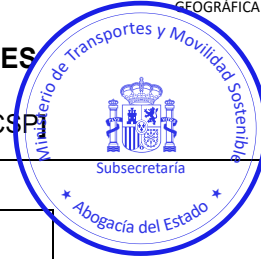 GEOGRÁFICA
ES
CSP
Ministerio de Transportes y Movilidad Sostenible
Subsecretaría
★ Abogacía del Estado ★